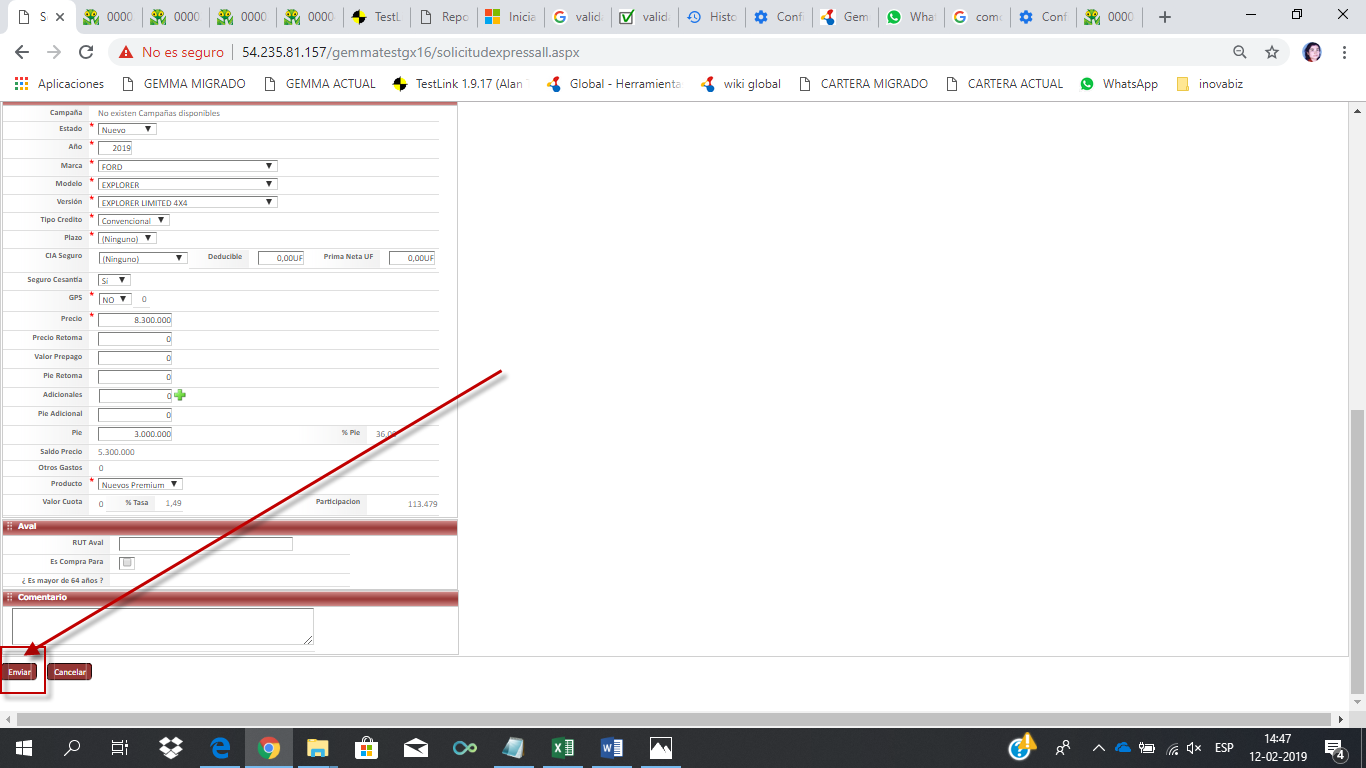 S
0000
0000
0000
0000
TestL
Repo
Inicia
valida
valida
Histo
Confi
Gem
What
como
Conf
0000
No es seguro
54.235.81.157/gemmatestgx16/solicitudexpressall.aspx
Aplicaciones
GEMMA MIGRADO
GEMMA ACTUAL
TestLink 1.9.17 (Alan
Global - Herramienta
wiki global
CARTERA MIGRADO
CARTERA ACTUAL
WhatsApp
inovabiz
Campaña No existen Campañas disponibles
Estado * Nuevo
Año * 2019
Marca * FORD
Modelo * EXPLORER
Versión * EXPLORER LIMITED 4X4
Tipo Credito * Convencional
Plazo * (Ninguno)
CIA Seguro (Ninguno) Deducible 0,00UF Prima Neta UF 0,00UF
Seguro Cesantía Si
GPS * NO 0
Precio * 8.300.000
Precio Retoma 0
Valor Prepago 0
Pie Retoma 0
Adicionales 0
Pie Adicional 0
Pie 3.000.000 % Pie
Saldo Precio 5.300.000
Otros Gastos 0
Producto * Nuevos Premium
Valor Cuota 0 % Tasa 1,49 Participacion 113.479
Aval
RUT Aval
Es Compra Para
¿ Es mayor de 64 años ?
Comentario
Enviar Cancelar
ESP
14:47
12-02-2019
4